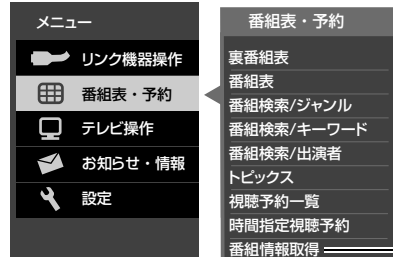 メニュー
リンク機器操作
番組表・予約
テレビ操作
お知らせ・情報
設定
番組表・予約
裏番組表
番組表
番組検索/ジャンル
番組検索/キーワード
番組検索/出演者
トピックス
視聴予約一覧
時間指定視聴予約
番組情報取得